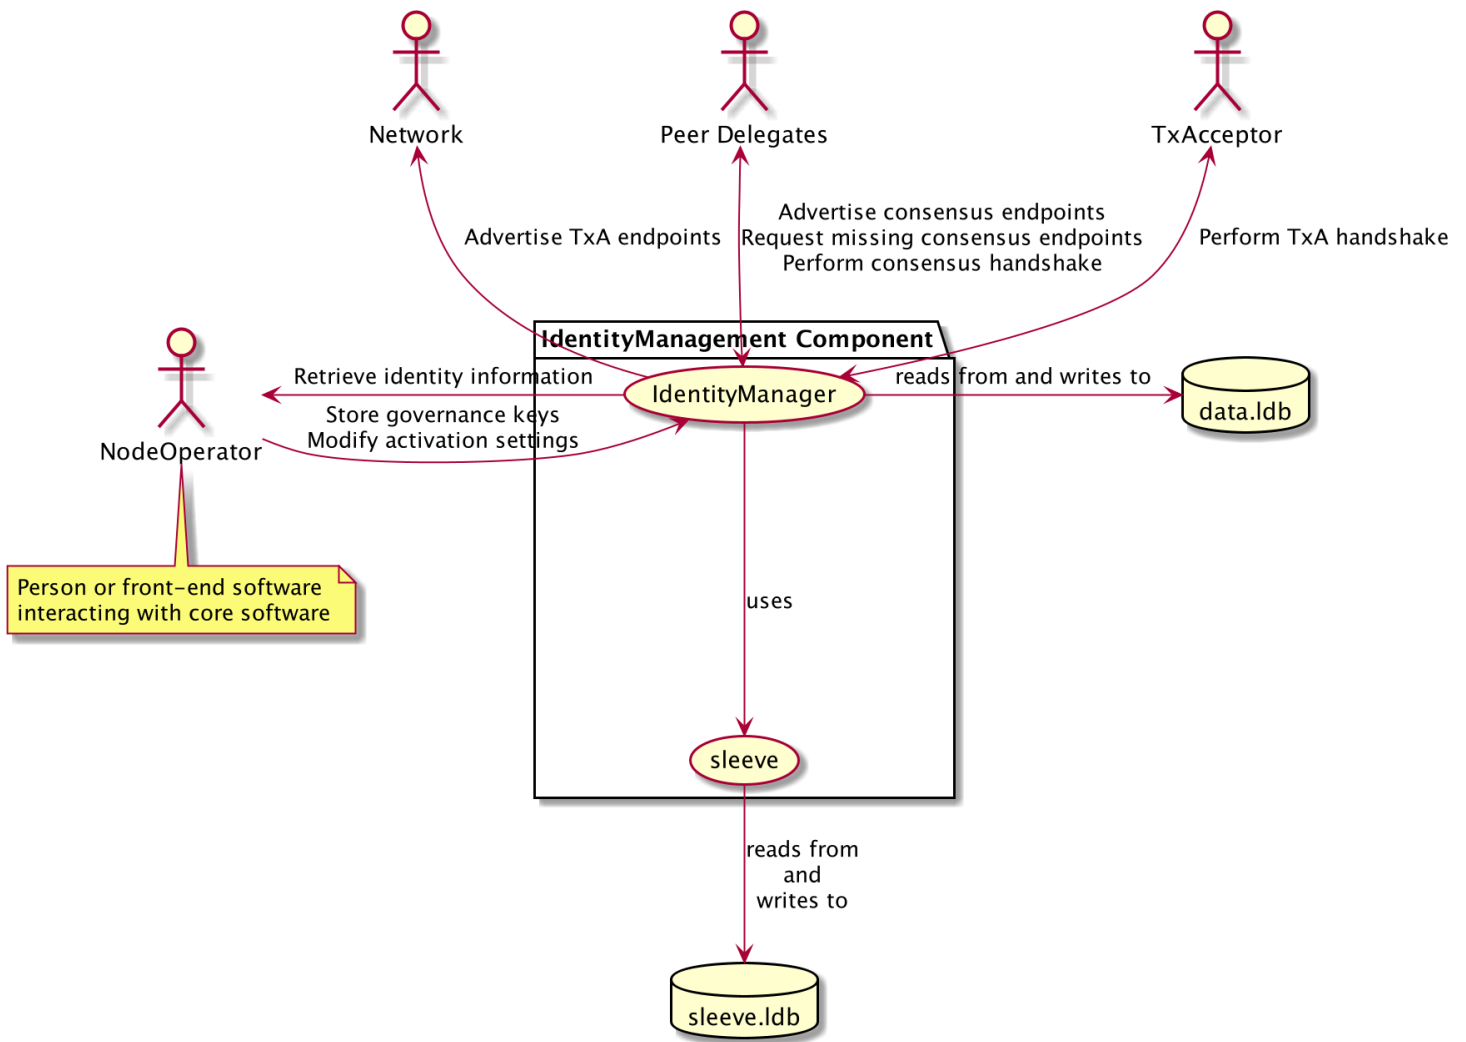 Network
Peer Delegates
TxAcceptor
Advertise TxA endpoints
Advertise consensus endpoints
Request missing consensus endpoints
Perform consensus handshake
Perform TxA handshake
IdentityManagement Component
NodeOperator
Retrieve identity information
Store governance keys
Modify activation settings
IdentityManager
reads from and writes to
data.ldb
Person or front-end software
interacting with core software
uses
sleeve
reads from
and
writes to
sleeve.ldb